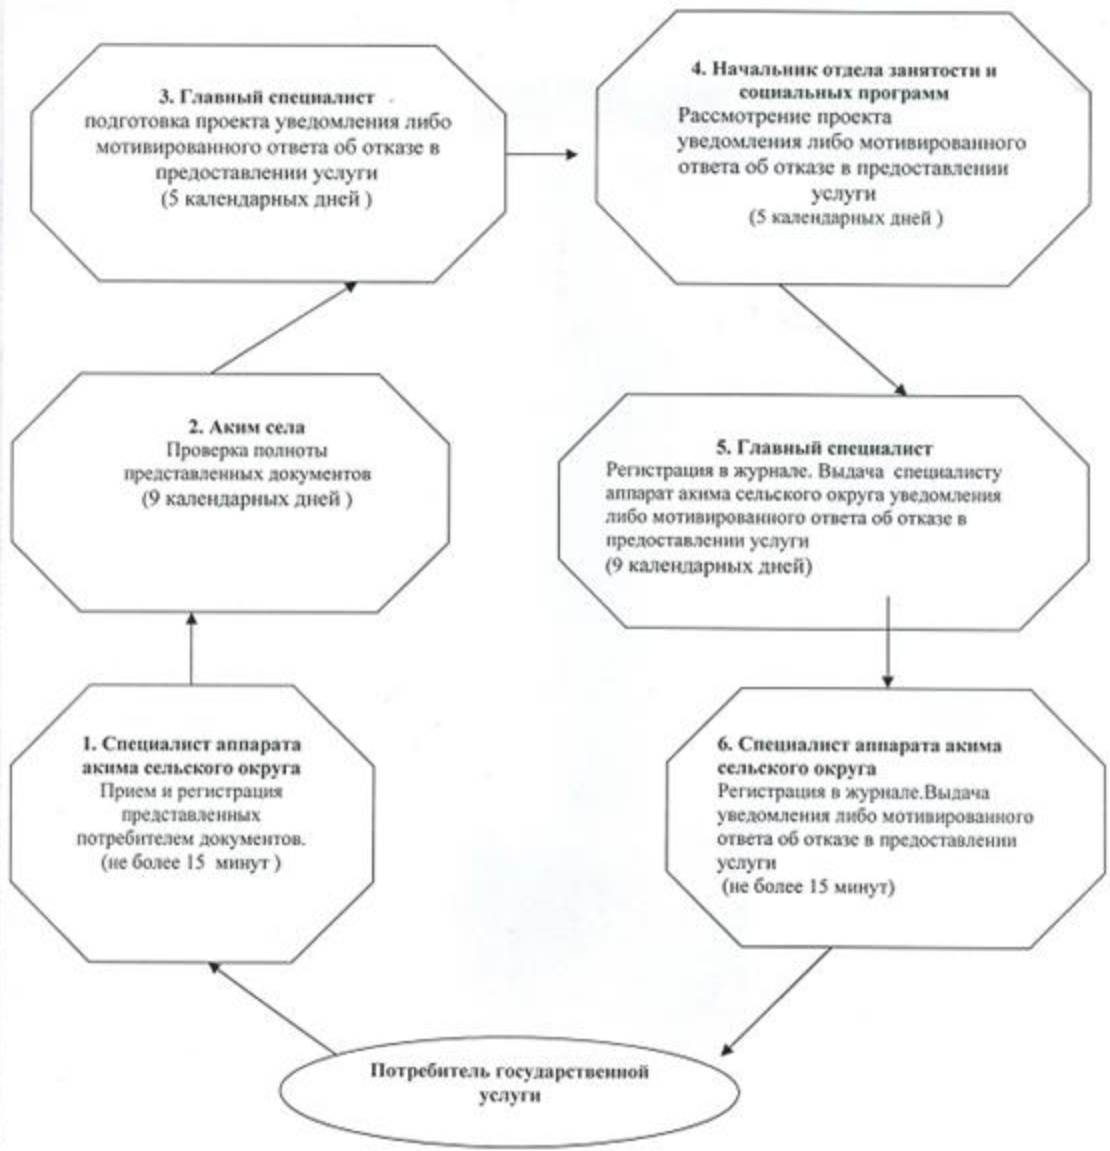 3. Главный специалист
подготовка проекта уведомления либо
мотивированного ответа об отказе в
предоставлении услуги
(5 календарных дней )
4. Начальник отдела занятости и
социальных программ
Рассмотрение проекта
уведомления либо мотивированного
ответа об отказе в предоставлении
услуги
(5 календарных дней )
2. Аким села
Проверка полноты
представленных документов
(9 календарных дней )
5. Главный специалист
Регистрация в журнале. Выдача специалисту
аппарат акима сельского округа уведомления
либо мотивированного ответа об отказе в
предоставлении услуги
(9 календарных дней)
1. Специалист аппарата
акима сельского округа
Прием и регистрация
представленных
потребителем документов.
(не более 15 минут )
6. Специалист аппарата акима
сельского округа
Регистрация в журнале.Выдача
уведомления либо мотивированного
ответа об отказе в предоставлении
услуги
(не более 15 минут)
Потребитель государственной
услуги